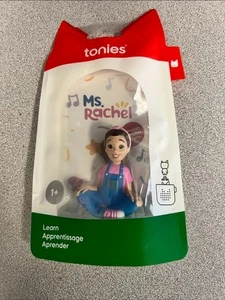 tonies®
Ms.
Rachel
1+
Learn
Apprentissage
Aprender